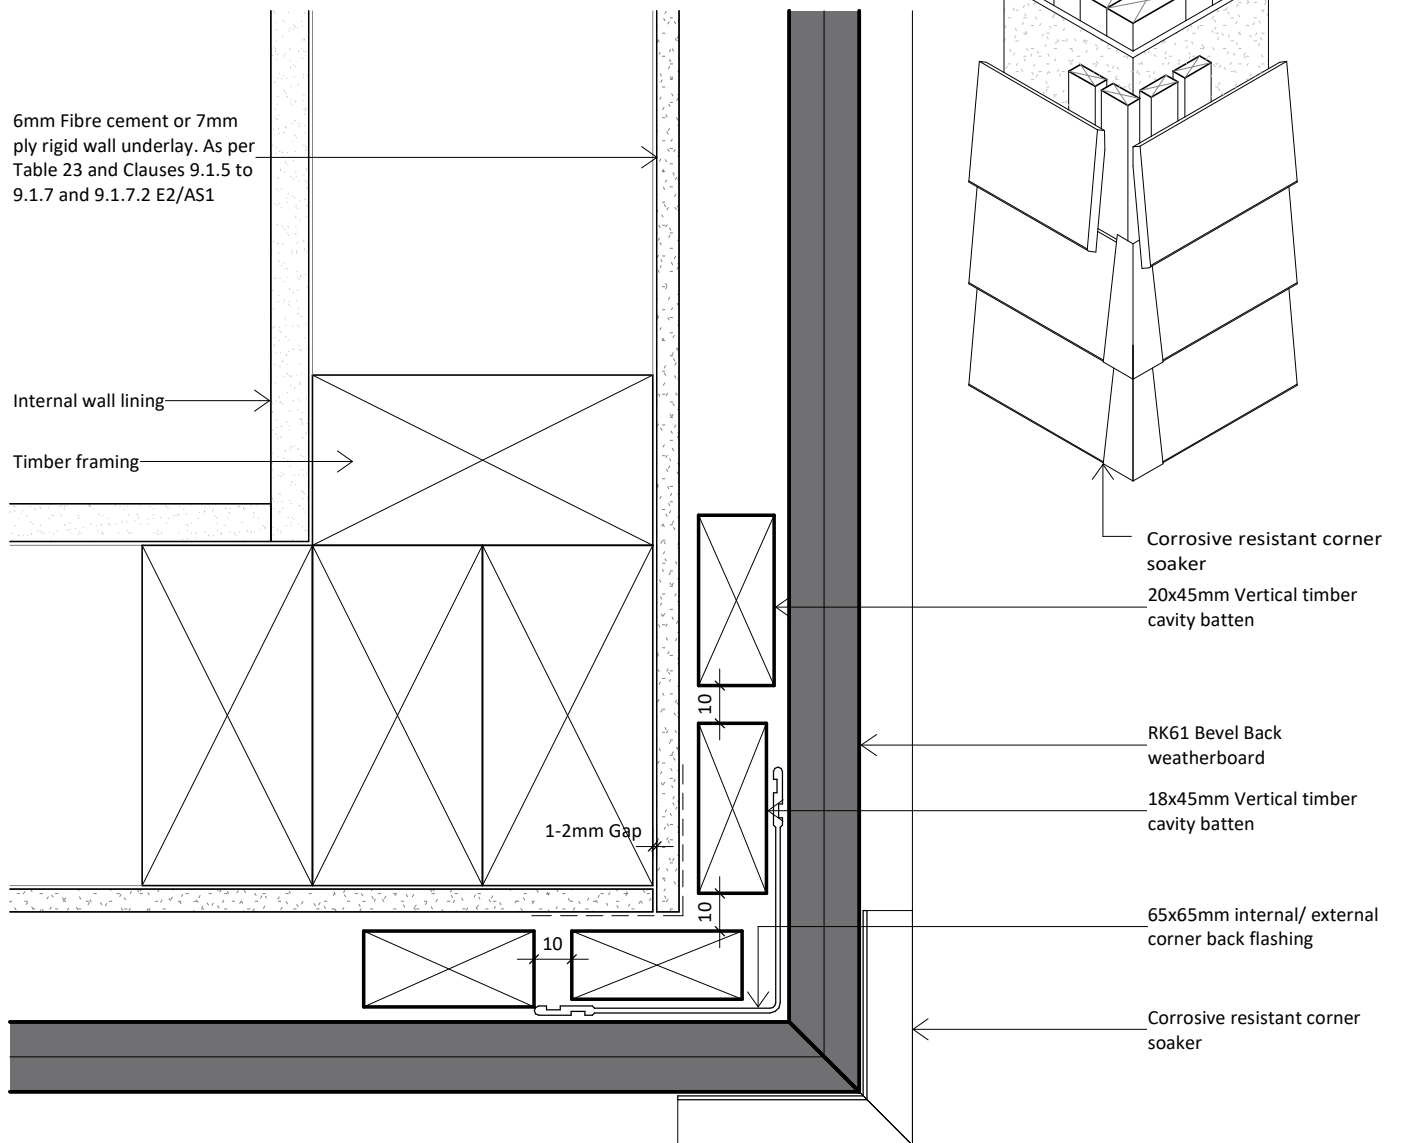 6mm Fibre cement or 7mm
ply rigid wall underlay. As per
Table 23 and Clauses 9.1.5 to
9.1.7 and 9.1.7.2 E2/AS1
Internal wall lining
Timber framing
Corrosive resistant corner
soaker
20x45mm Vertical timber
cavity batten
10
RK61 Bevel Back
weatherboard
18x45mm Vertical timber
cavity batten
1-2mm Gap
10
65x65mm internal/ external
corner back flashing
10
Corrosive resistant corner
soaker